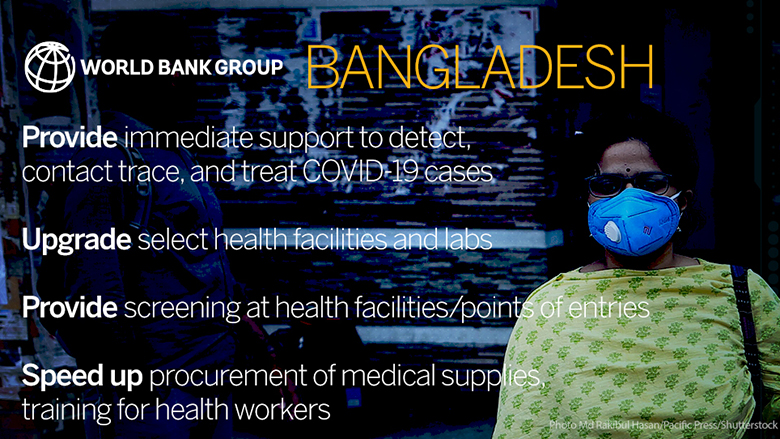 WORLD BANK GROUP BANGLADESH
Provide immediate support to detect,
contact trace, and treat COVID-19 cases
Upgrade select health facilities and labs
Provide screening at health facilities/points of entries
Speed up procurement of medical supplies,
training for health workers
Photo Md Rakibul Hasan/Pacific Press/Shutterstock